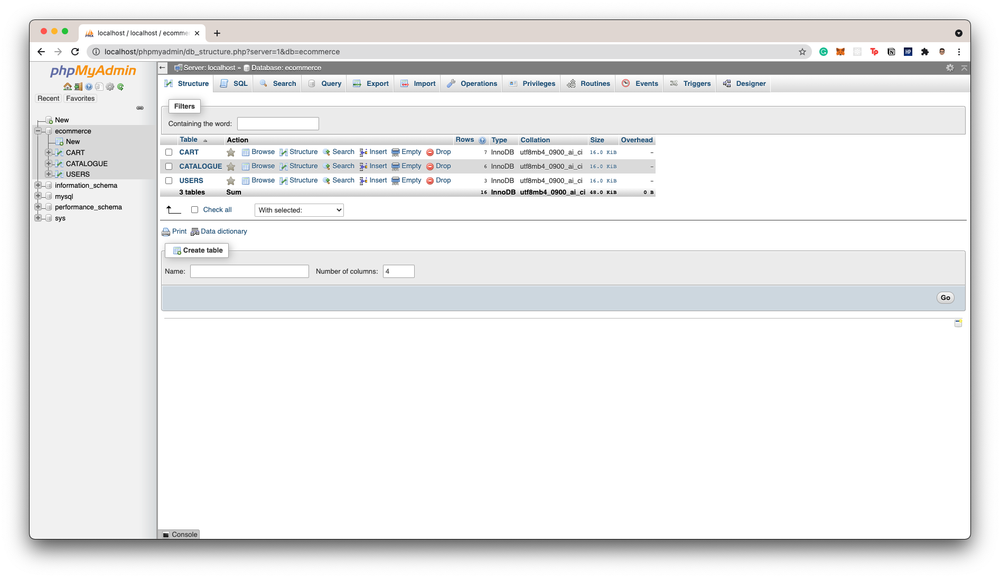 localhost / localhost / ecomme
localhost/phpmyadmin/db_structure.php?server=1&db=ecommerce
phpMyAdmin
Recent Favorites
New
ecommerce
New
CART
CATALOGUE
USERS
information_schema
mysql
performance_schema
sys
Server: localhost » Database: ecommerce
Structure SQL Search Query Export Import Operations Privileges Routines Events Triggers Designer
Filters
Containing the word:
Table Action Rows Type Collation Size Overhead
CART Browse Structure Search Insert Empty Drop 7 InnoDB utf8mb4_0900_ai_ci 16.0 KiB –
CATALOGUE Browse Structure Search Insert Empty Drop 6 InnoDB utf8mb4_0900_ai_ci 16.0 KiB –
USERS Browse Structure Search Insert Empty Drop 3 InnoDB utf8mb4_0900_ai_ci 16.0 KiB –
3 tables Sum 16 InnoDB utf8mb4_0900_ai_ci 48.0 KiB 0 B
Check all With selected:
Print Data dictionary
Create table
Name: Number of columns: 4
Go
Console